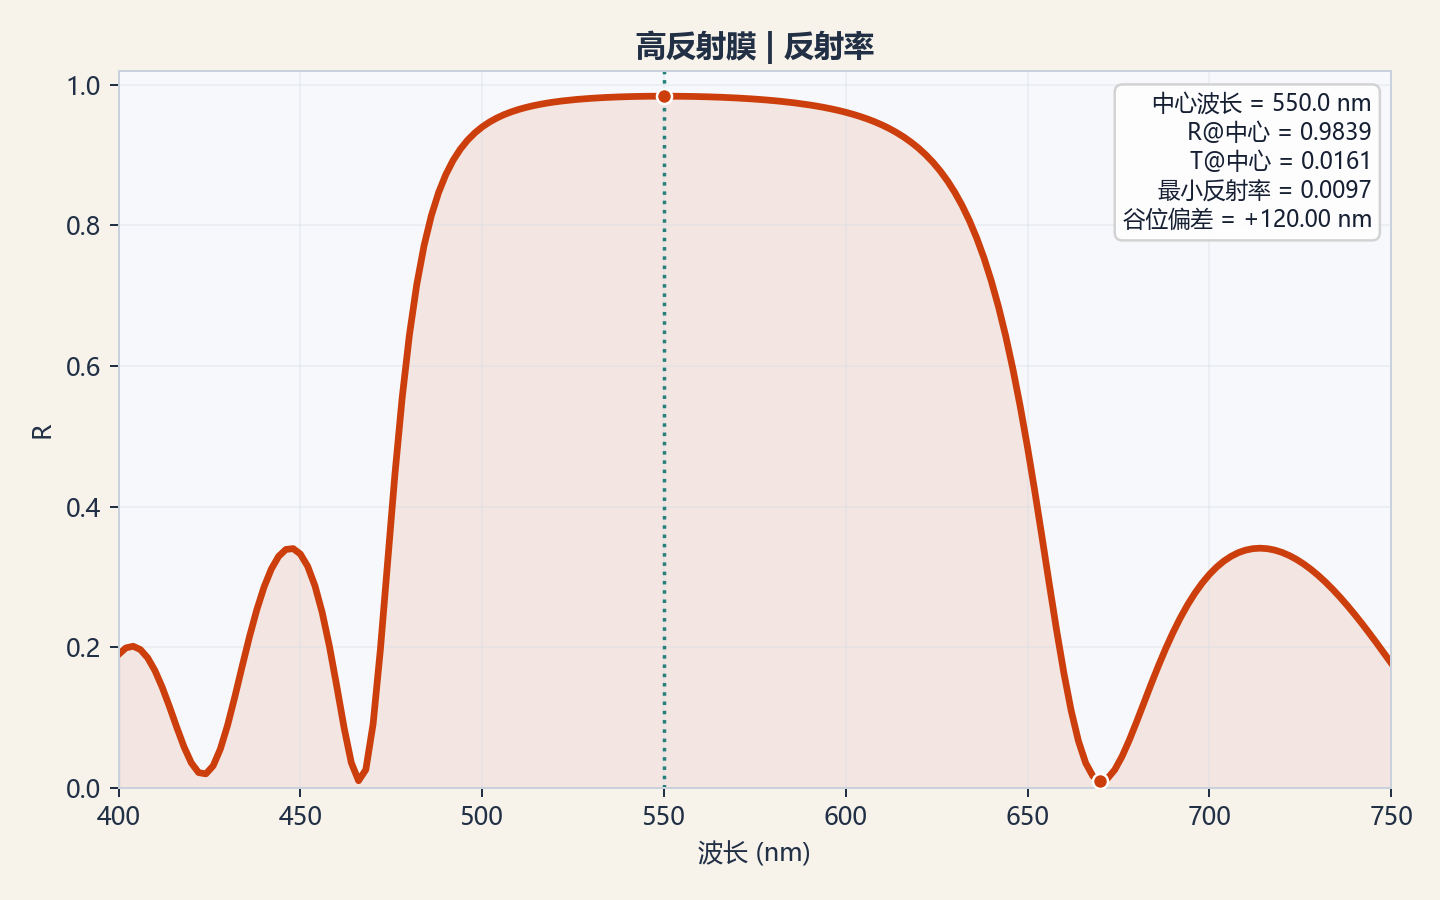 高反射膜 | 反射率
中心波长 = 550.0 nm
R@中心 = 0.9839
T@中心 = 0.0161
最小反射率 = 0.0097
谷位偏差 = +120.00 nm
R
1.0
0.8
0.6
0.4
0.2
0.0
400 450 500 550 600 650 700 750
波长 (nm)